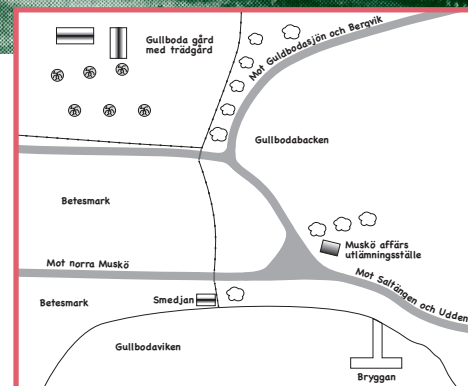 Gullboda gård
med trädgård
Mot Guldbodasjön och Bergvik
Gullbodabacken
Betesmark
Muskö affärs
utlämningsställe
Mot norra Muskö
Mot Saltängen och Udden
Betesmark
Smedjan
Gullbodaviken
Bryggan